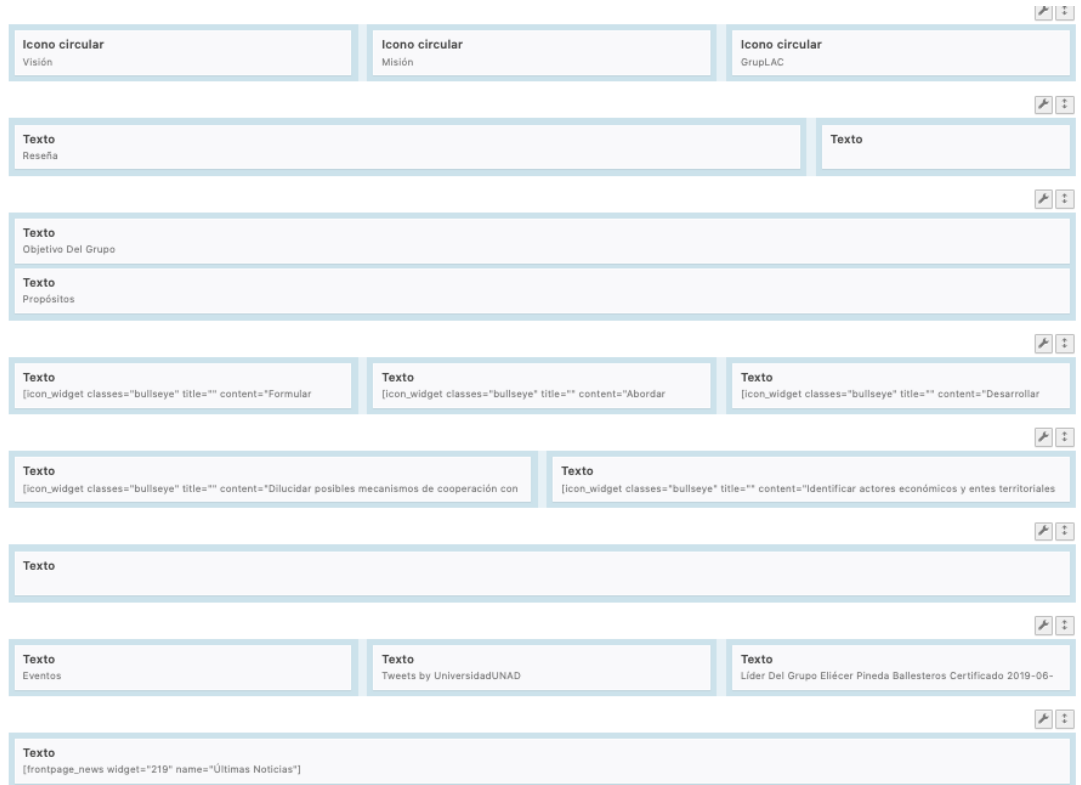 Icono circular
Visión
Icono circular
Misión
Icono circular
GrupLAC
Texto
Reseña
Texto
Texto
Objetivo Del Grupo
Texto
Propósitos
Texto
[icon_widget classes="bullseye" title="" content="Formular
Texto
[icon_widget classes="bullseye" title="" content="Abordar
Texto
[icon_widget classes="bullseye" title="" content="Desarrollar
Texto
[icon_widget classes="bullseye" title="" content="Dilucidar posibles mecanismos de cooperación con
Texto
[icon_widget classes="bullseye" title="" content="Identificar actores económicos y entes territoriales
Texto
Texto
Eventos
Texto
Tweets by UniversidadUNAD
Texto
Líder Del Grupo Eliécer Pineda Ballesteros Certificado 2019-06-
Texto
[frontpage_news widget="219" name="Últimas Noticias"]